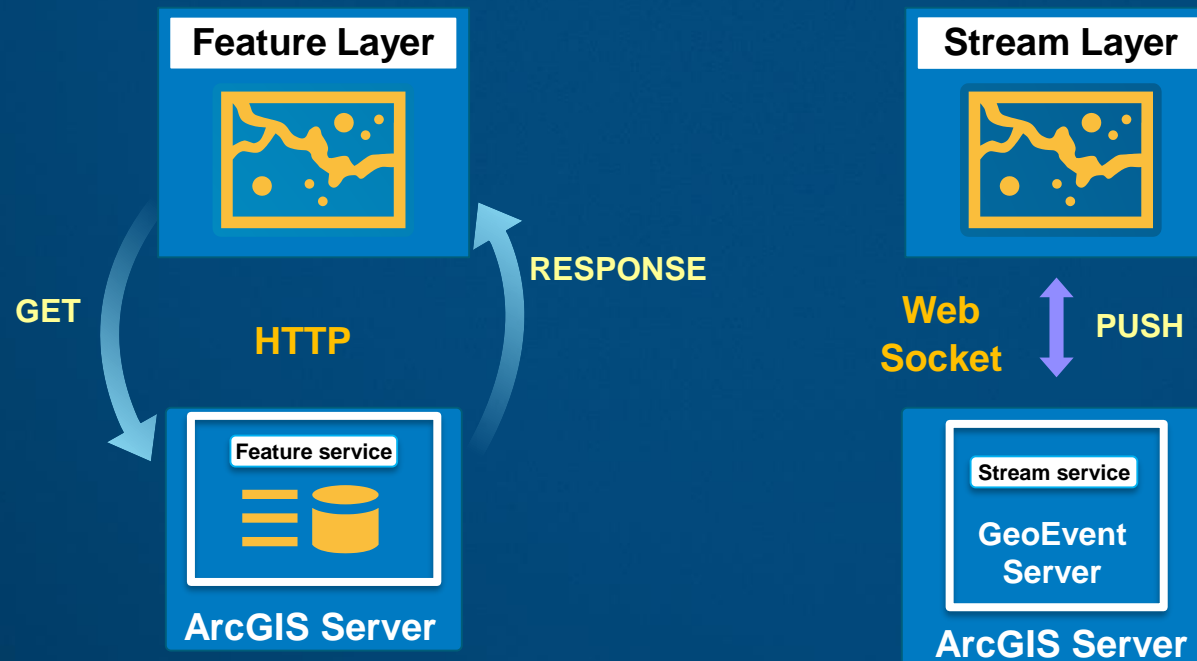 Feature Layer
GET
HTTP
RESPONSE
Feature service
ArcGIS Server
Stream Layer
Web
Socket
PUSH
Stream service
GeoEvent
Server
ArcGIS Server